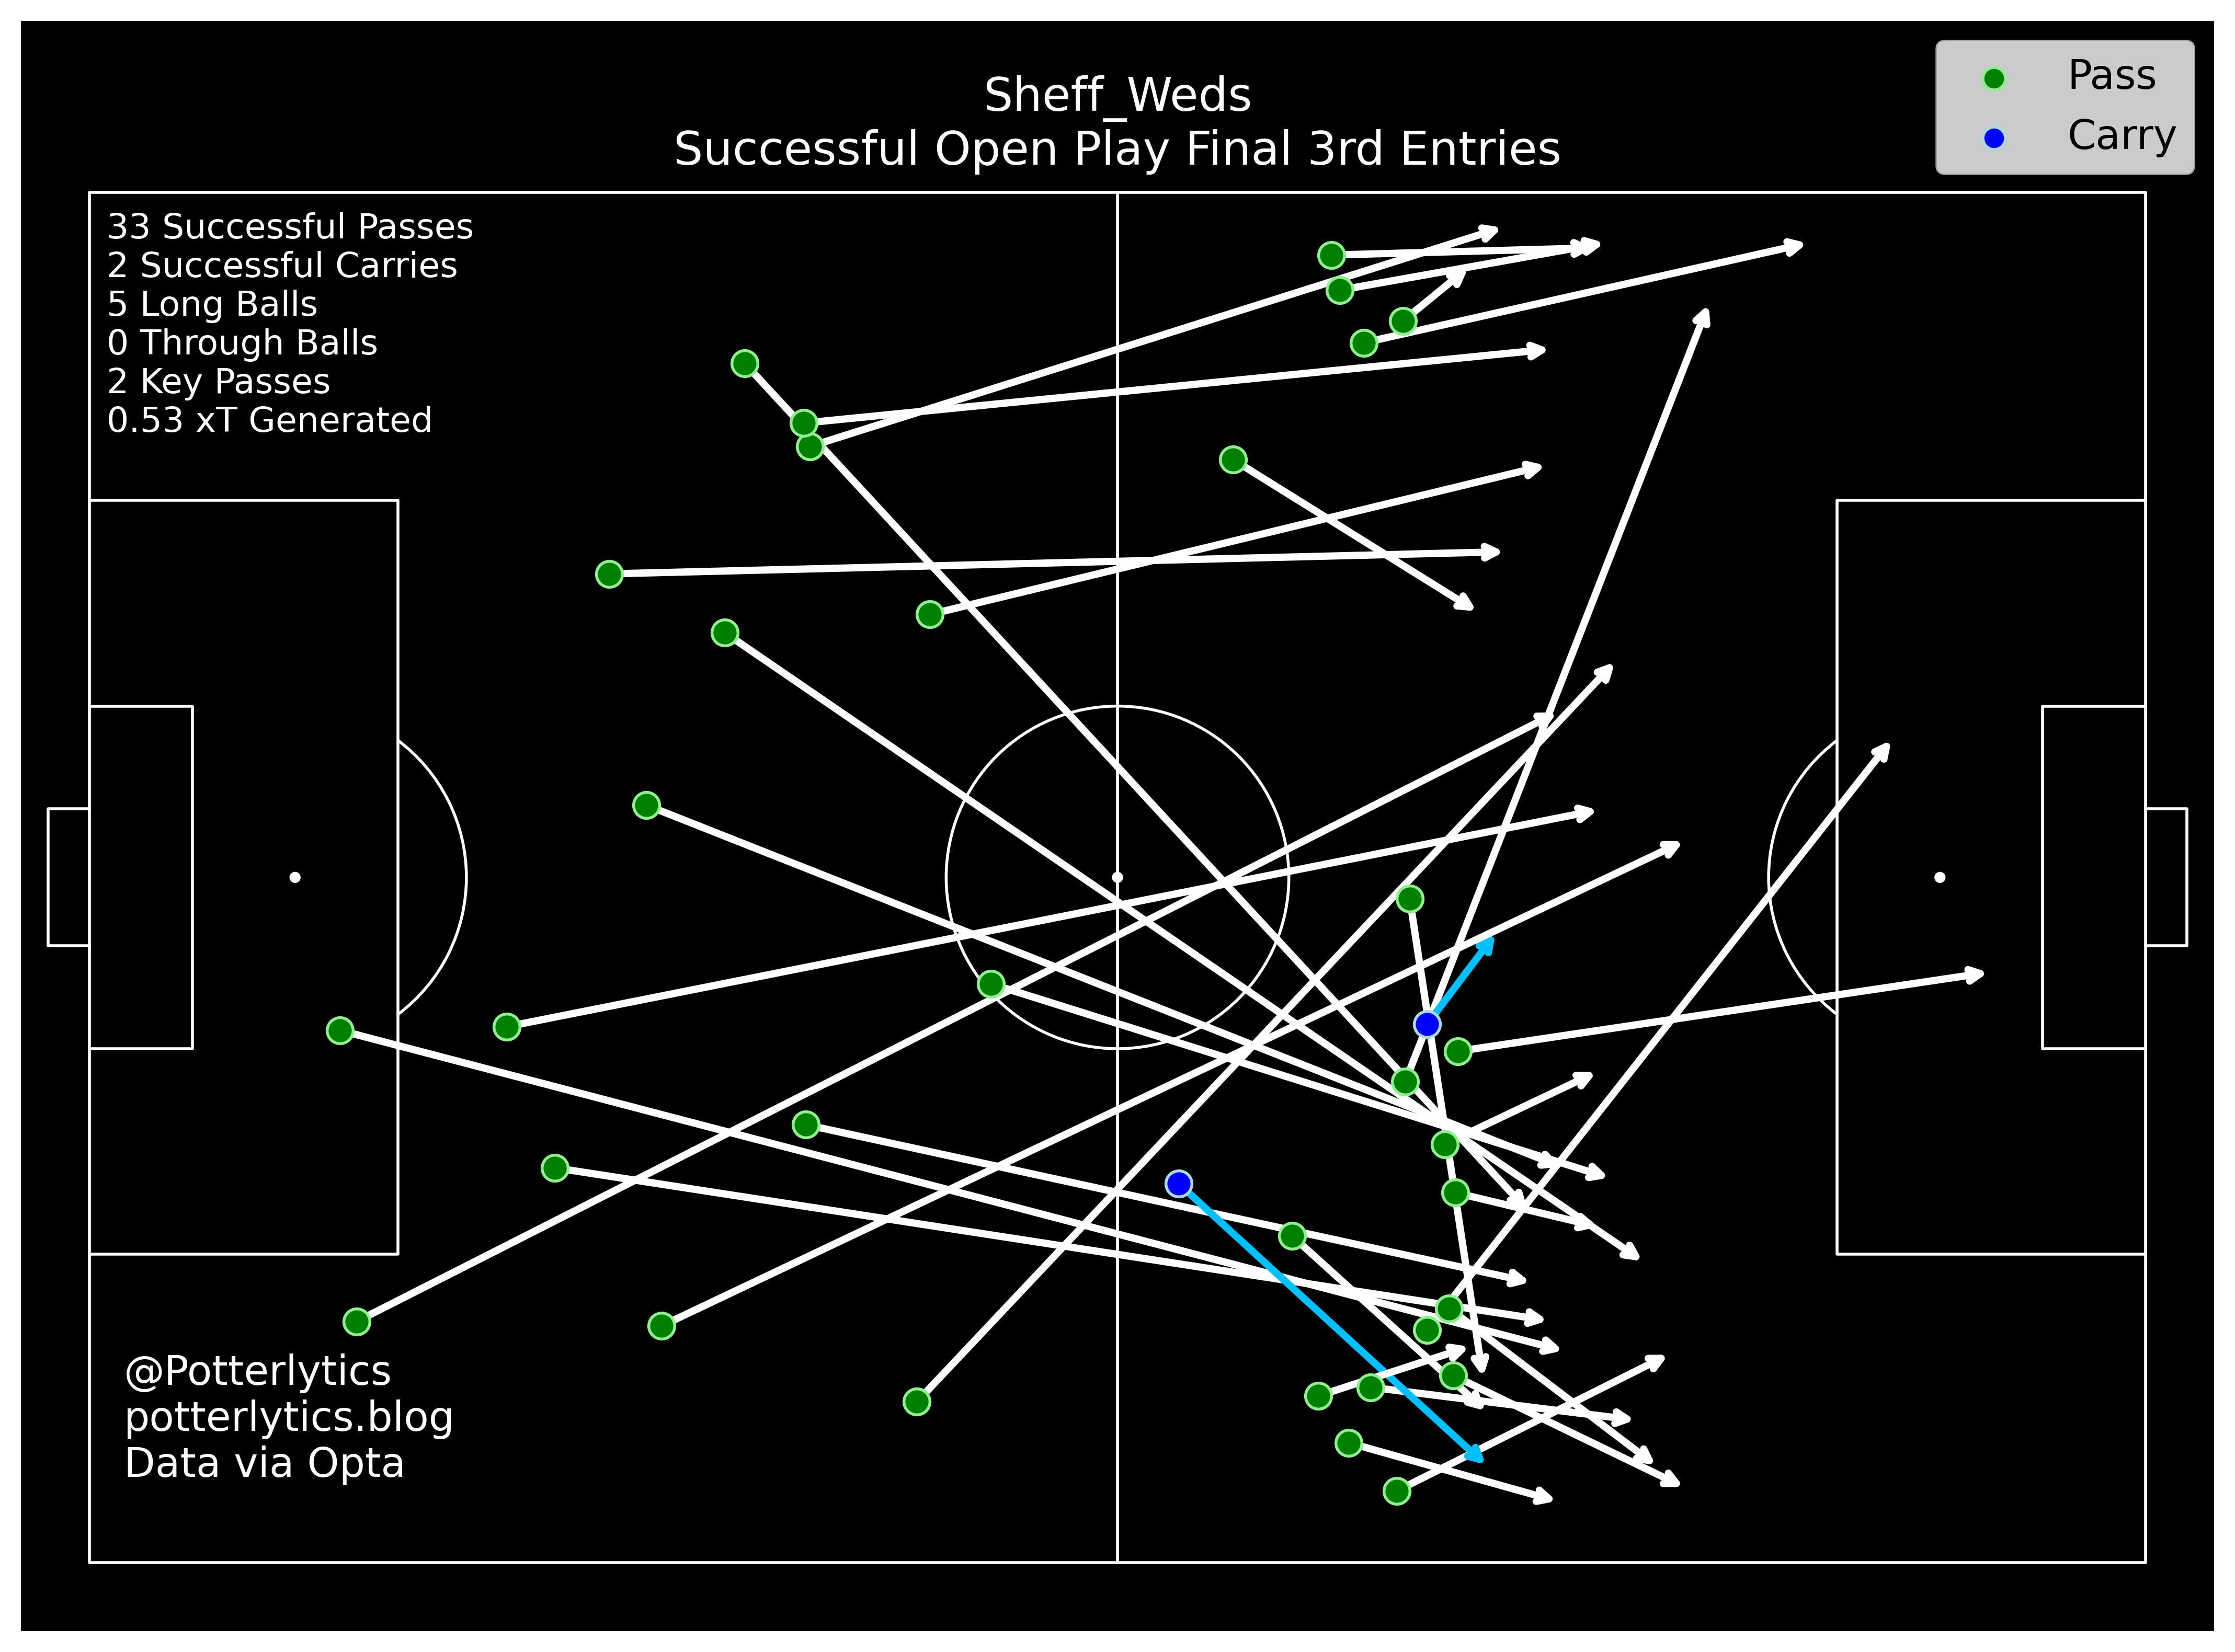 Sheff_Weds
Successful Open Play Final 3rd Entries
Pass
Carry
33 Successful Passes
2 Successful Carries
5 Long Balls
0 Through Balls
2 Key Passes
0.53 xT Generated
@Potterlytics
potterlytics.blog
Data via Opta